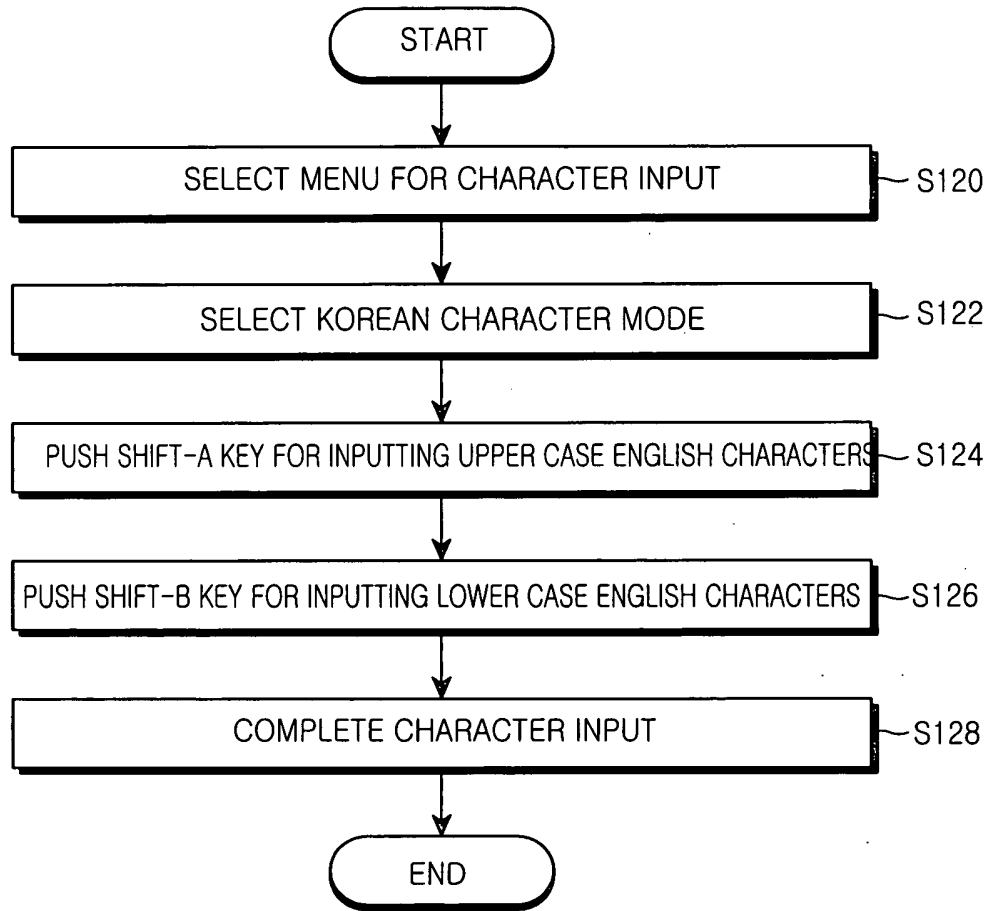 START
SELECT MENU FOR CHARACTER INPUT
S120
SELECT KOREAN CHARACTER MODE
S122
PUSH SHIFT-A KEY FOR INPUTTING UPPER CASE ENGLISH CHARACTERS
S124
PUSH SHIFT-B KEY FOR INPUTTING LOWER CASE ENGLISH CHARACTERS
S126
COMPLETE CHARACTER INPUT
S128
END